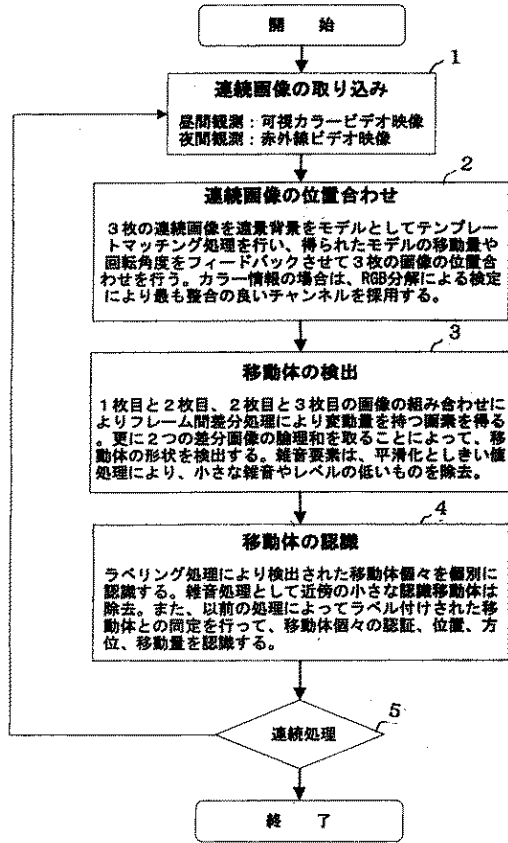 開 始
1
連続画像の取り込み
昼間観測：可視カラービデオ映像
夜間観測：赤外線ビデオ映像
2
連続画像の位置合わせ
３枚の連続画像を遠景背景をモデルとしてテンプレー
トマッチング処理を行い、得られたモデルの移動量や
回転角度をフィードバックさせて３枚の画像の位置合
わせを行う。カラー情報の場合は、RGB分解による検定
により最も整合の良いチャンネルを採用する。
3
移動体の検出
１枚目と２枚目、２枚目と３枚目の画像の組み合わせに
よりフレーム間差分処理により変動量を持つ画素を得る
。更に２つの差分画像の論理和を取ることによって、移
動体の形状を検出する。雑音要素は、平滑化としきい値
処理により、小さな雑音やレベルの低いものを除去。
4
移動体の認識
ラベリング処理により検出された移動体個々を個別に
認識する。雑音処理として近傍の小さな認識移動体は
除去。また、以前の処理によってラベル付けされた移
動体との同定を行って、移動体個々の認証、位置、方
位、移動量を認識する。
5
連続処理
終 了